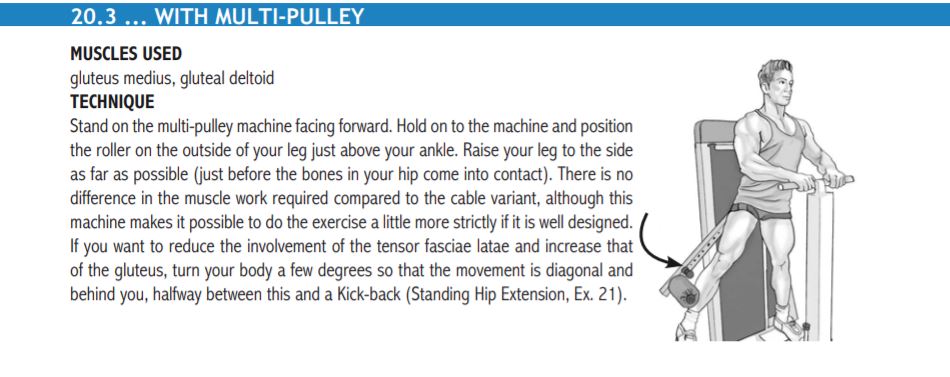 20.3 ... WITH MULTI-PULLEY
MUSCLES USED
gluteus medius, gluteal deltoid
TECHNIQUE
Stand on the multi-pulley machine facing forward. Hold on to the machine and position
the roller on the outside of your leg just above your ankle. Raise your leg to the side
as far as possible (just before the bones in your hip come into contact). There is no
difference in the muscle work required compared to the cable variant, although this
machine makes it possible to do the exercise a little more strictly if it is well designed.
If you want to reduce the involvement of the tensor fasciae latae and increase that
of the gluteus, turn your body a few degrees so that the movement is diagonal and
behind you, halfway between this and a Kick-back (Standing Hip Extension, Ex. 21).